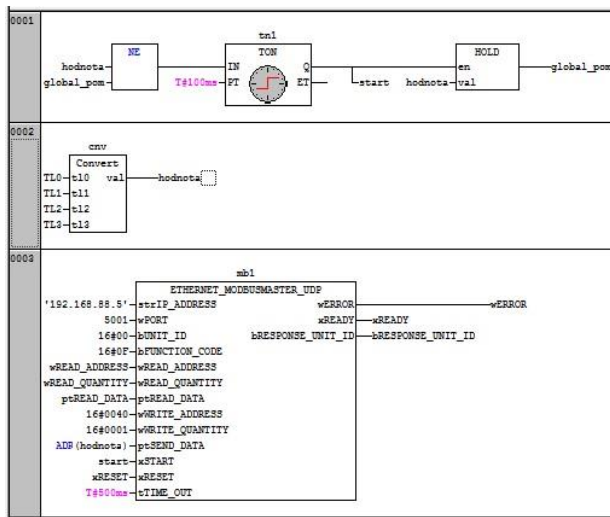 0001
tn1
NE
TON
HOLD
hodnota
IN
Q
en
global_pom
global_pom
T#100ms
PT
ET
start
hodnota
val
0002
cnv
Convert
TL0
tl0
val
hodnota
TL1
tl1
TL2
tl2
TL3
tl3
0003
mb1
ETHERNET_MODBUSMASTER_UDP
'192.168.88.5'
strIP_ADDRESS
wERROR
wERROR
5001
wPORT
xREADY
xREADY
16#00
bUNIT_ID
bRESPONSE_UNIT_ID
bRESPONSE_UNIT_ID
16#0F
bFUNCTION_CODE
wREAD_ADDRESS
wREAD_ADDRESS
wREAD_QUANTITY
wREAD_QUANTITY
ptREAD_DATA
ptREAD_DATA
16#0040
wWRITE_ADDRESS
16#0001
wWRITE_QUANTITY
ADR(hodnota)
ptSEND_DATA
start
xSTART
xRESET
xRESET
T#500ms
tTIME_OUT